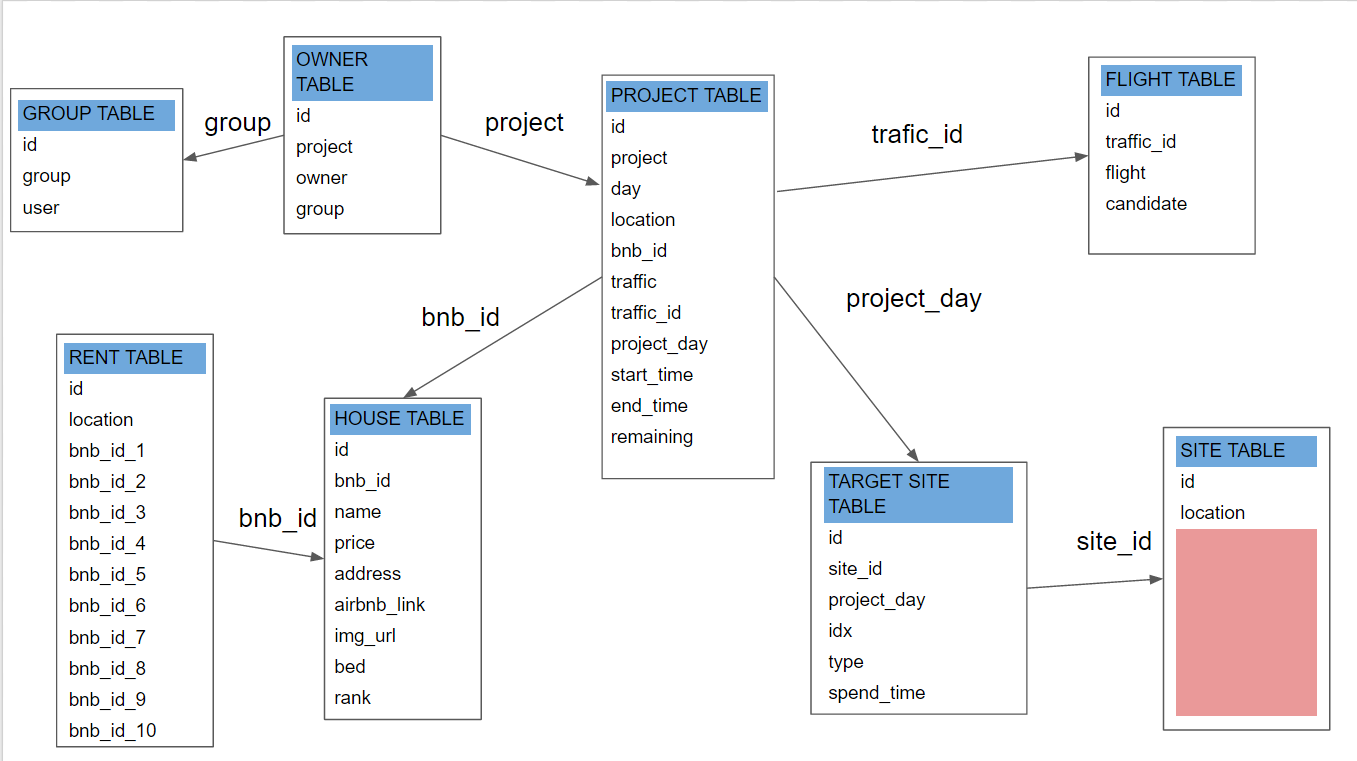 GROUP TABLE
id
group
user
group
OWNER
TABLE
id
project
owner
group
project
PROJECT TABLE
id
project
day
location
bnb_id
traffic
traffic_id
project_day
start_time
end_time
remaining
trafic_id
FLIGHT TABLE
id
traffic_id
flight
candidate
project_day
bnb_id
RENT TABLE
id
location
bnb_id_1
bnb_id_2
bnb_id_3
bnb_id_4
bnb_id_5
bnb_id_6
bnb_id_7
bnb_id_8
bnb_id_9
bnb_id_10
bnb_id
HOUSE TABLE
id
bnb_id
name
price
address
airbnb_link
img_url
bed
rank
TARGET SITE
TABLE
id
site_id
project_day
idx
type
spend_time
site_id
SITE TABLE
id
location